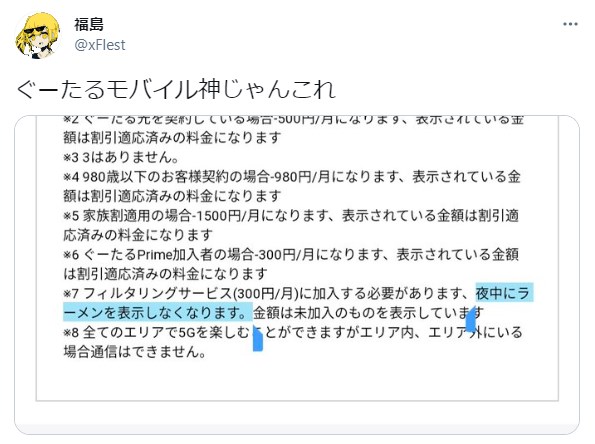 福島
@xFlest
ぐーたるモバイル神じゃんこれ
※2 ぐーたる光を契約している場合-500円/月になります、表示されている金
額は割引適応済みの料金になります
※3 3はありません。
※4 980歳以下のお客様契約の場合-980円/月になります、表示されている金
額は割引適応済みの料金になります
※5 家族割適用の場合-1500円/月になります、表示されている金額は割引適
応済みの料金になります
※6 ぐーたるPrime加入者の場合-300円/月になります、表示されている金額
は割引適応済みの料金になります
※7 フィルタリングサービス(300円/月)に加入する必要があります、夜中にラ
ーメンを表示しなくなります。金額は未加入のものを表示しています
※8 全てのエリアで5Gを楽しむことができますがエリア内、エリア外にいる
場合通信はできません。